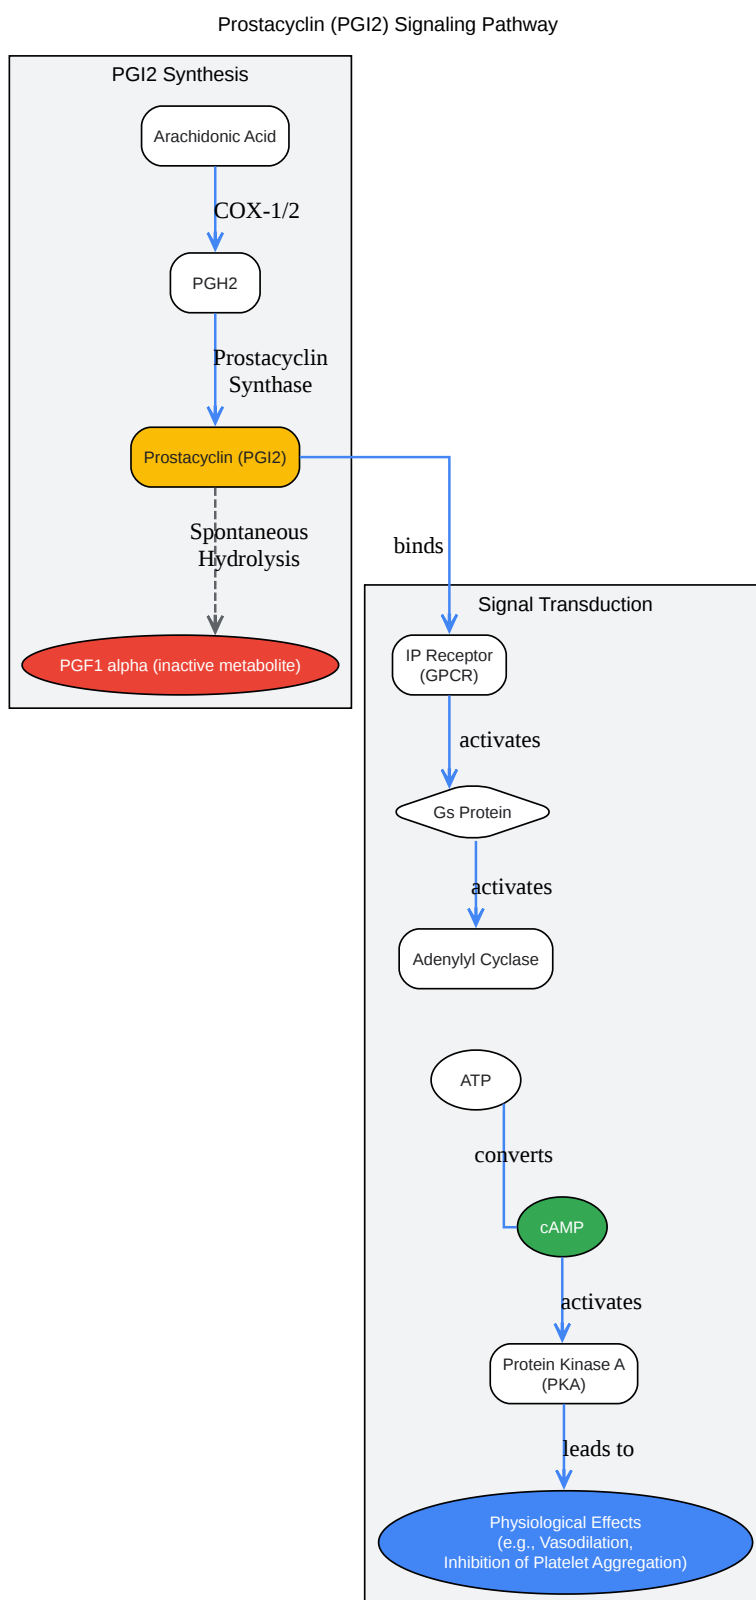 Prostacyclin (PGI2) Signaling Pathway
PGI2 Synthesis
Arachidonic Acid
COX-1/2
PGH2
Prostacyclin
Synthase
Prostacyclin (PGI2)
Spontaneous
Hydrolysis
binds
PGF1 alpha (inactive metabolite)
Signal Transduction
IP Receptor
(GPCR)
activates
Gs Protein
activates
Adenylyl Cyclase
ATP
converts
cAMP
activates
Protein Kinase A
(PKA)
leads to
Physiological Effects
(e.g., Vasodilation,
Inhibition of Platelet Aggregation)